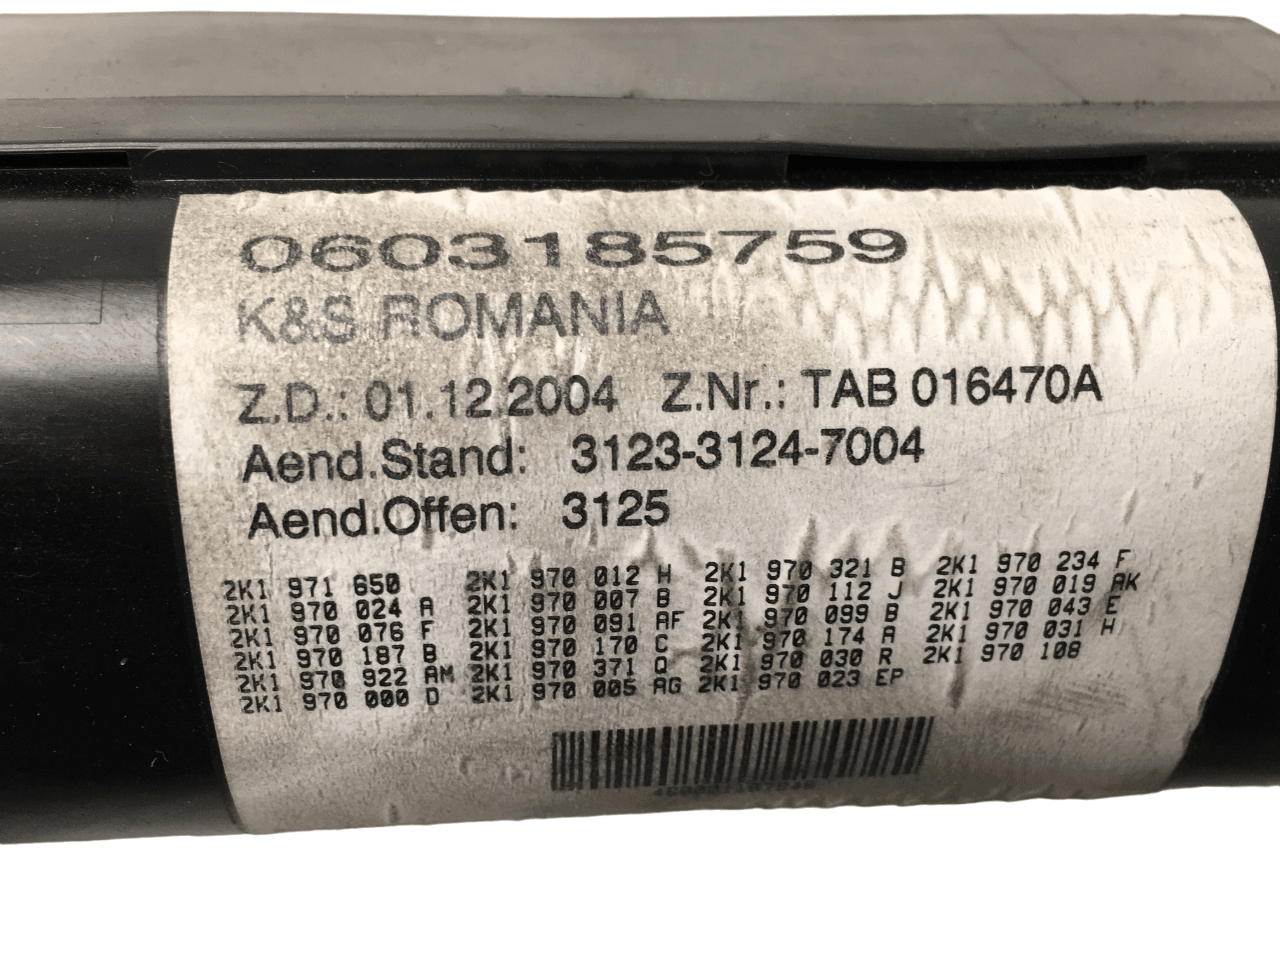 0603185759
K&S ROMANIA
Z.D.: 01.12.2004 Z.Nr.: TAB 016470A
Aend.Stand: 3123-3124-7004
Aend.Offen: 3125
2K1 971 650 2K1 970 012 H 2K1 970 321 B 2K1 970 234 F
2K1 970 024 A 2K1 970 007 B 2K1 970 112 J 2K1 970 019 AK
2K1 970 076 F 2K1 970 091 AF 2K1 970 099 B 2K1 970 043 E
2K1 970 187 B 2K1 970 170 C 2K1 970 174 A 2K1 970 031 H
2K1 970 922 AM 2K1 970 371 Q 2K1 970 030 R 2K1 970 108
2K1 970 000 D 2K1 970 005 AG 2K1 970 023 EP